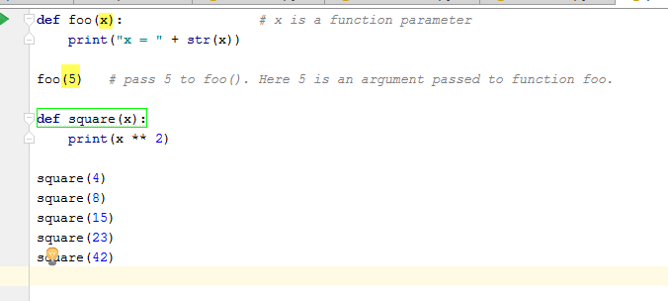 def foo(x):                  # x is a function parameter
    print("x = " + str(x))
foo(5)   # pass 5 to foo(). Here 5 is an argument passed to function foo.
def square(x):
    print(x ** 2)
square(4)
square(8)
square(15)
square(23)
square(42)